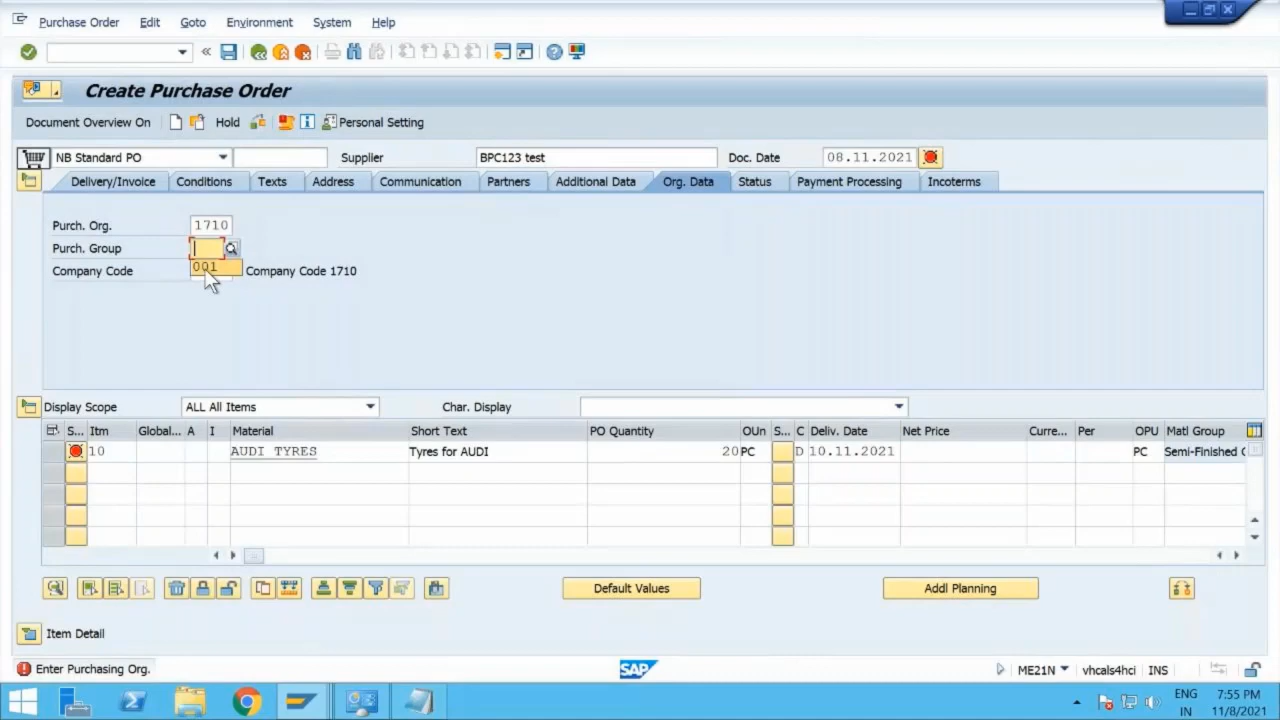 Purchase Order Edit Goto Environment System Help
Create Purchase Order
Document Overview On Hold Personal Setting
NB Standard PO Supplier BPC123 test Doc. Date 08.11.2021
Delivery/Invoice Conditions Texts Address Communication Partners Additional Data Org. Data Status Payment Processing Incoterms
Purch. Org. 1710
Purch. Group
001
Company Code Company Code 1710
Display Scope ALL All Items Char. Display
S... Itm Global... A I Material Short Text PO Quantity OUn S... C Deliv. Date Net Price Curre... Per OPU Matl Group
10 AUDI TYRES Tyres for AUDI 20 PC D 10.11.2021 PC Semi-Finished
Default Values Addl Planning
Item Detail
Enter Purchasing Org. SAP ME21N vhcals4hci INS
ENG 7:55 PM
IN 11/8/2021